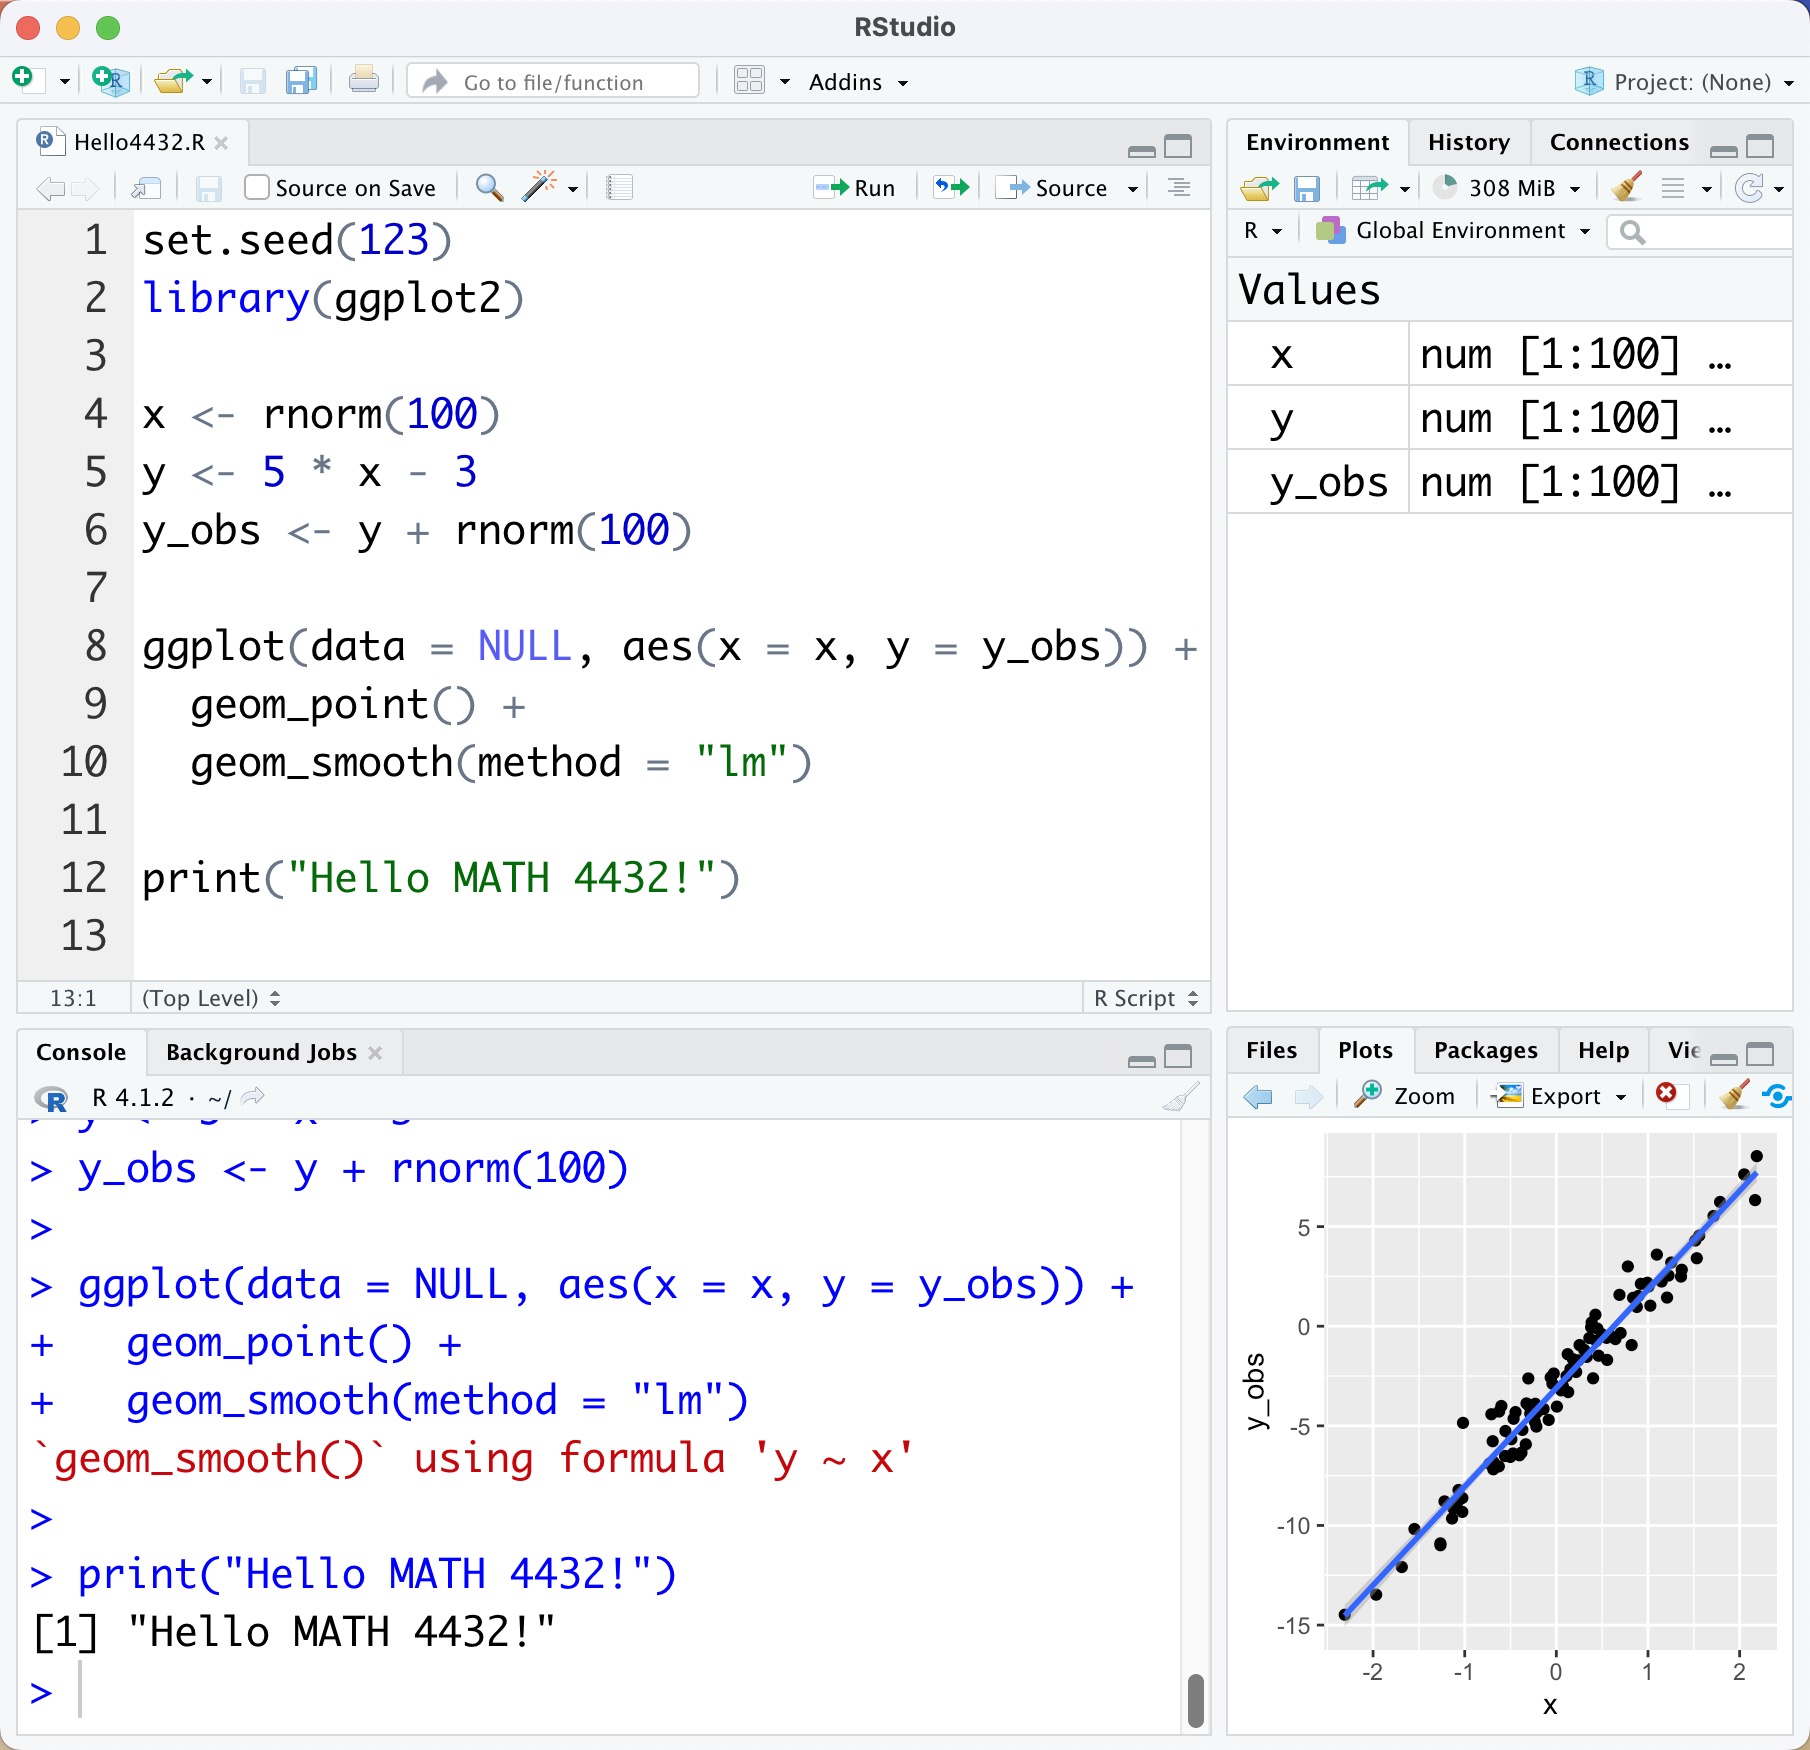 RStudio
Go to file/function
Addins
Project: (None)
Hello4432.R
Source on Save
Run
Source
1 set.seed(123)
2 library(ggplot2)
3
4 x <- rnorm(100)
5 y <- 5 * x - 3
6 y_obs <- y + rnorm(100)
7
8 ggplot(data = NULL, aes(x = x, y = y_obs)) +
9   geom_point() +
10   geom_smooth(method = "lm")
11
12 print("Hello MATH 4432!")
13
13:1 (Top Level) R Script
Environment History Connections
308 MiB
R Global Environment
Values
x num [1:100] …
y num [1:100] …
y_obs num [1:100] …
Console Background Jobs
R 4.1.2 · ~/
> y_obs <- y + rnorm(100)
>
> ggplot(data = NULL, aes(x = x, y = y_obs)) +
+   geom_point() +
+   geom_smooth(method = "lm")
`geom_smooth()` using formula 'y ~ x'
>
> print("Hello MATH 4432!")
[1] "Hello MATH 4432!"
>
Files Plots Packages Help
Zoom Export
5
0
-5
-10
-15
y_obs
-2 -1 0 1 2
x